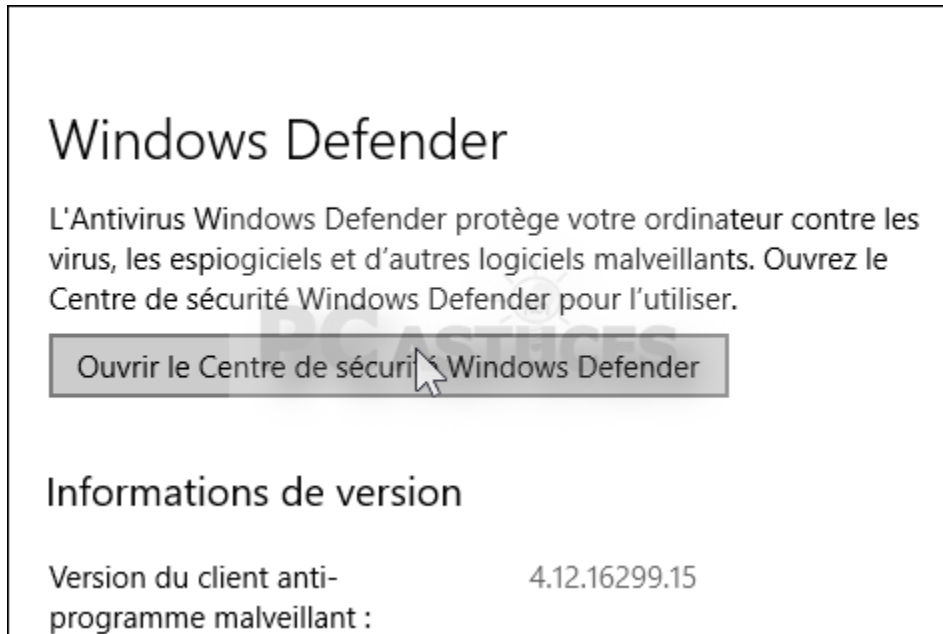 Windows Defender
L'Antivirus Windows Defender protège votre ordinateur contre les
virus, les espiogiciels et d’autres logiciels malveillants. Ouvrez le
Centre de sécurité Windows Defender pour l’utiliser.
PC ASTUCES
Ouvrir le Centre de sécurité Windows Defender
Informations de version
Version du client anti- 4.12.16299.15
programme malveillant :